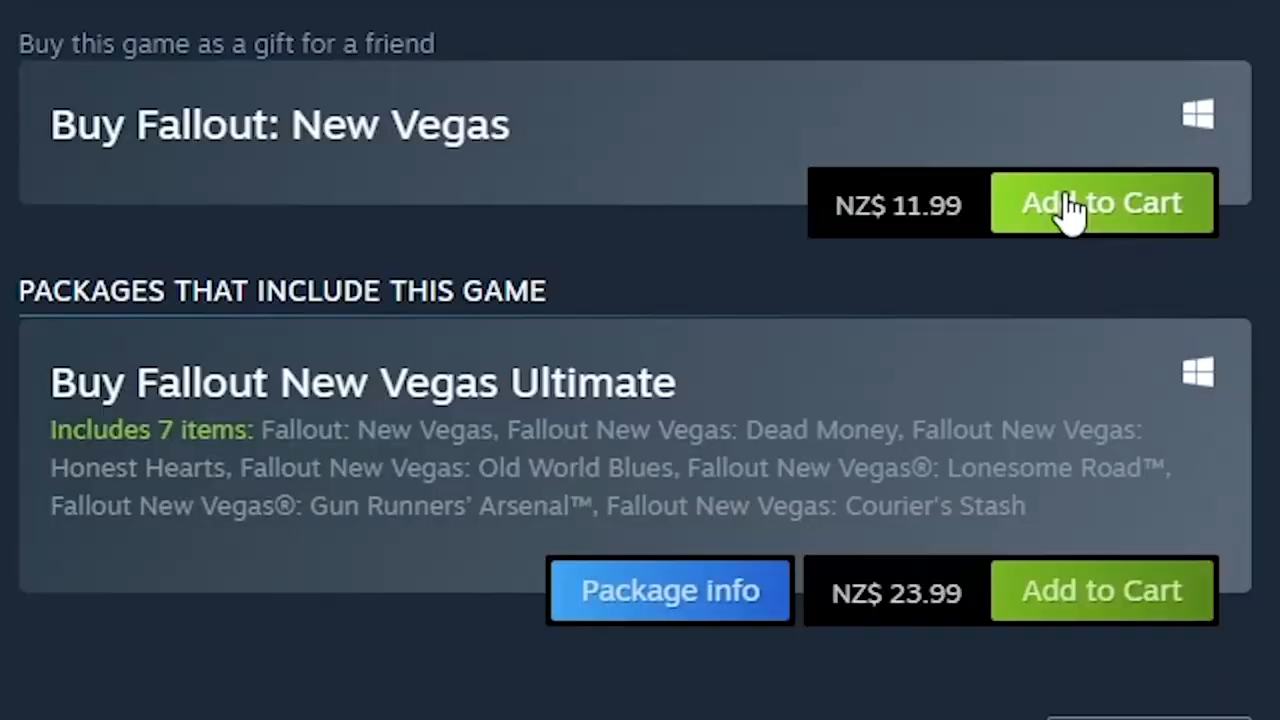 Buy this game as a gift for a friend
Buy Fallout: New Vegas
NZ$ 11.99 Add to Cart
PACKAGES THAT INCLUDE THIS GAME
Buy Fallout New Vegas Ultimate
Includes 7 items: Fallout: New Vegas, Fallout New Vegas: Dead Money, Fallout New Vegas:
Honest Hearts, Fallout New Vegas: Old World Blues, Fallout New Vegas®: Lonesome Road™,
Fallout New Vegas®: Gun Runners’ Arsenal™, Fallout New Vegas: Courier's Stash
Package info NZ$ 23.99 Add to Cart